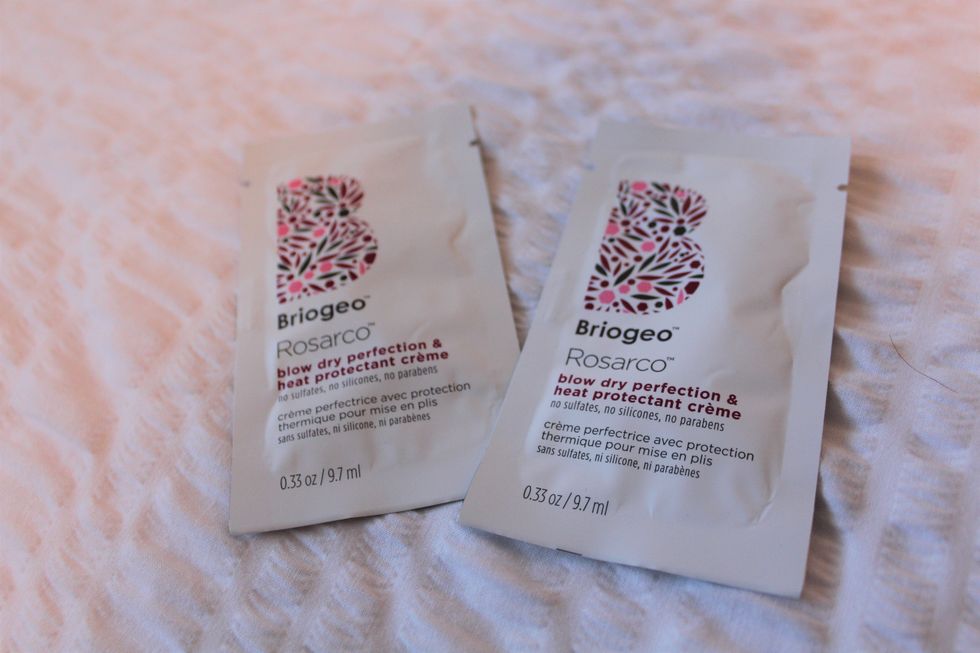 B
Briogeo™
Rosarco™
blow dry perfection &
heat protectant crème
no sulfates, no silicones, no parabens
crème perfectrice avec protection
thermique pour mise en plis
sans sulfates, ni silicone, ni parabènes
0.33 oz / 9.7 ml
B
Briogeo™
Rosarco™
blow dry perfection &
heat protectant crème
no sulfates, no silicones, no parabens
crème perfectrice avec protection
thermique pour mise en plis
sans sulfates, ni silicone, ni parabènes
0.33 oz / 9.7 ml